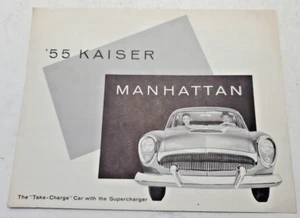 '55 KAISER
MANHATTAN
The "Take-Charge" Car with the Supercharger